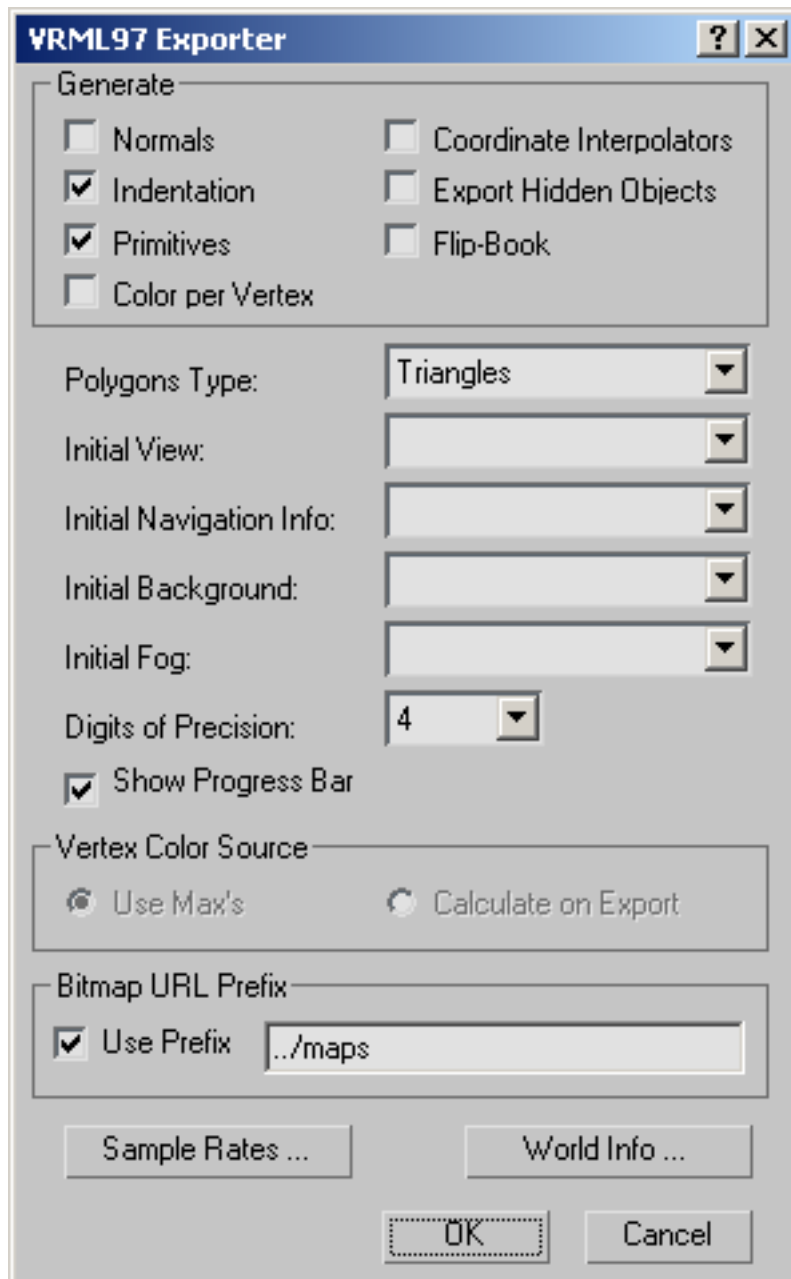 VRML97 Exporter
Generate
Normals
Coordinate Interpolators
Indentation
Export Hidden Objects
Primitives
Flip-Book
Color per Vertex
Polygons Type: Triangles
Initial View:
Initial Navigation Info:
Initial Background:
Initial Fog:
Digits of Precision: 4
Show Progress Bar
Vertex Color Source
Use Max's
Calculate on Export
Bitmap URL Prefix
Use Prefix ../maps
Sample Rates ...
World Info ...
OK
Cancel